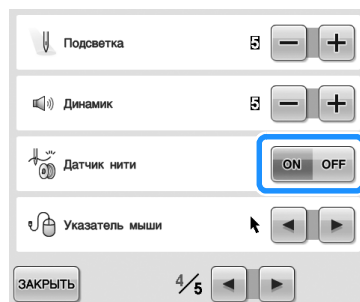 Подсветка 5 − +
Динамик 5 − +
Датчик нити ON OFF
Указатель мыши
ЗАКРЫТЬ 4/5